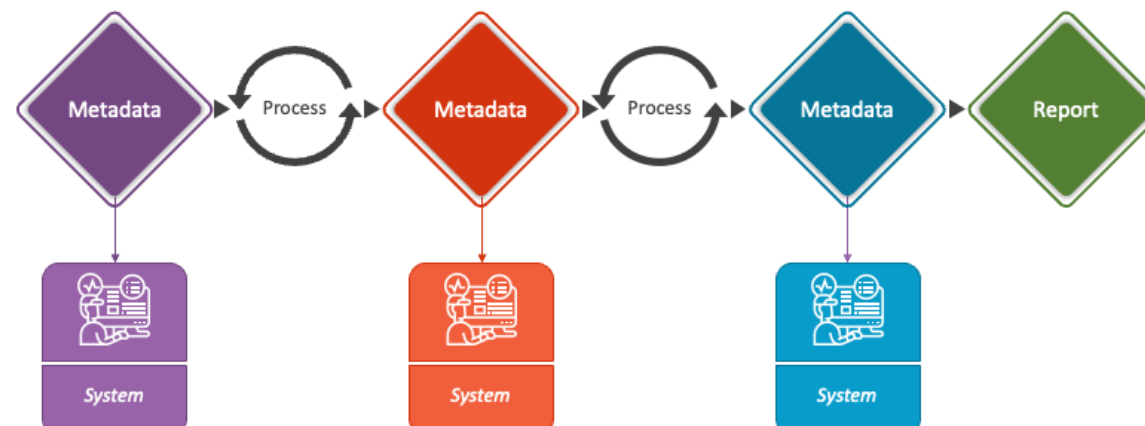 Metadata
Process
Metadata
Process
Metadata
Report
System
System
System